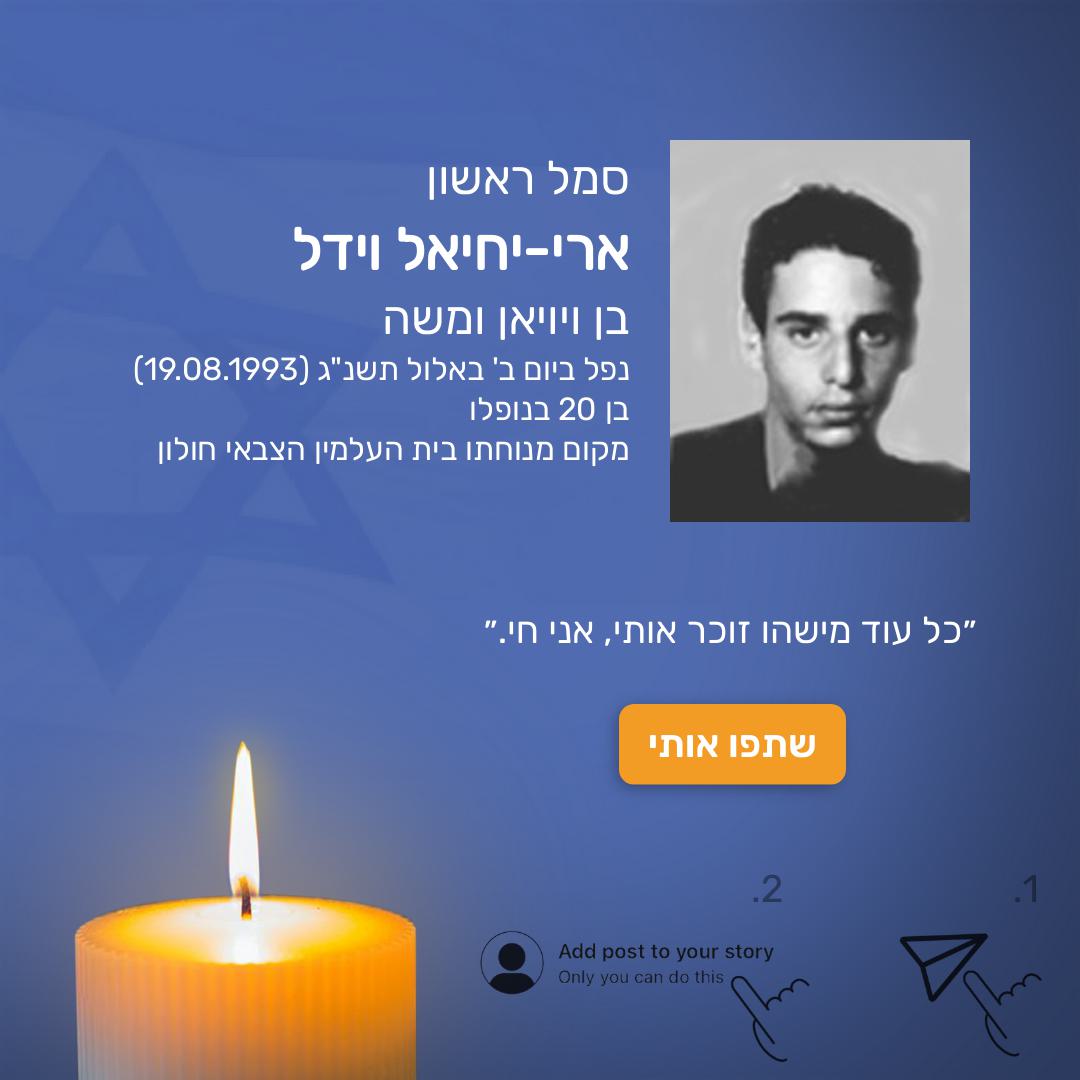 סמל ראשון
ארי-יחיאל וידל
בן ויויאן ומשה
נפל ביום ב' באלול תשנ"ג (19.08.1993)
בן 20 בנופלו
מקום מנוחתו בית העלמין הצבאי חולון
״כל עוד מישהו זוכר אותי, אני חי.״
שתפו אותי
.1
.2
Add post to your story
Only you can do this